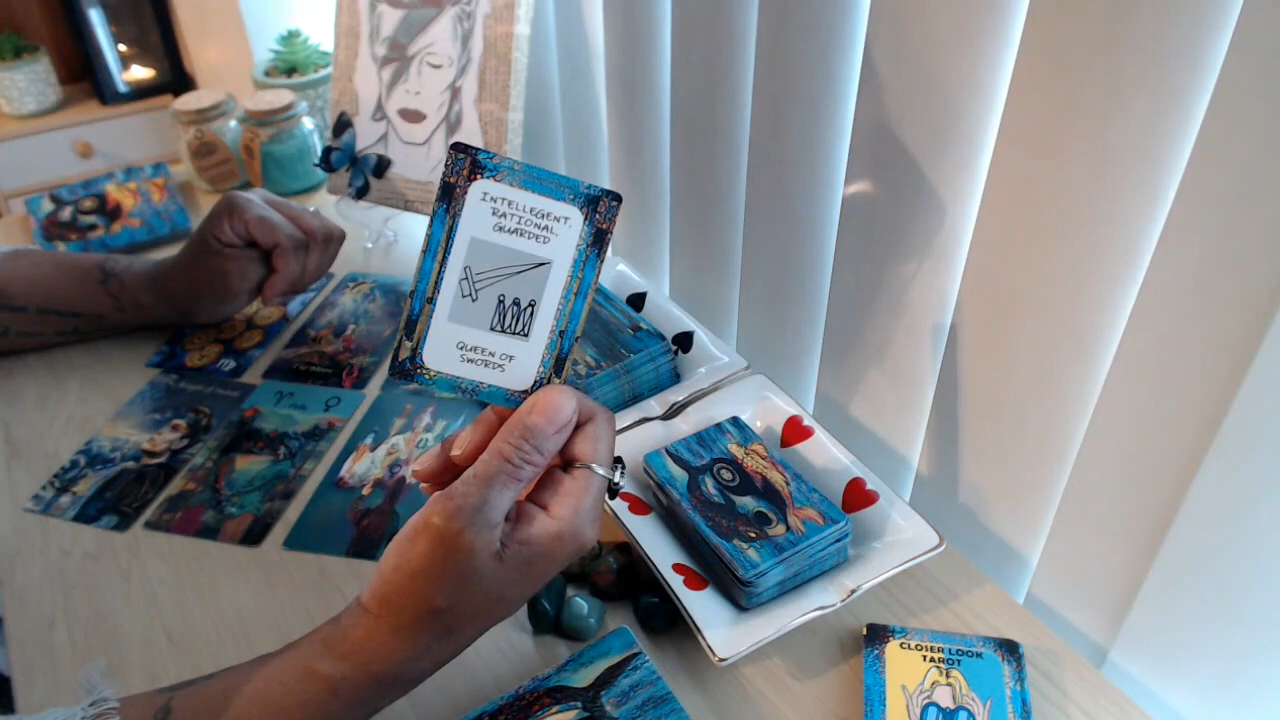 INTELLEGENT,
RATIONAL,
GUARDED
QUEEN OF
SWORDS
CLOSER LOOK
TAROT